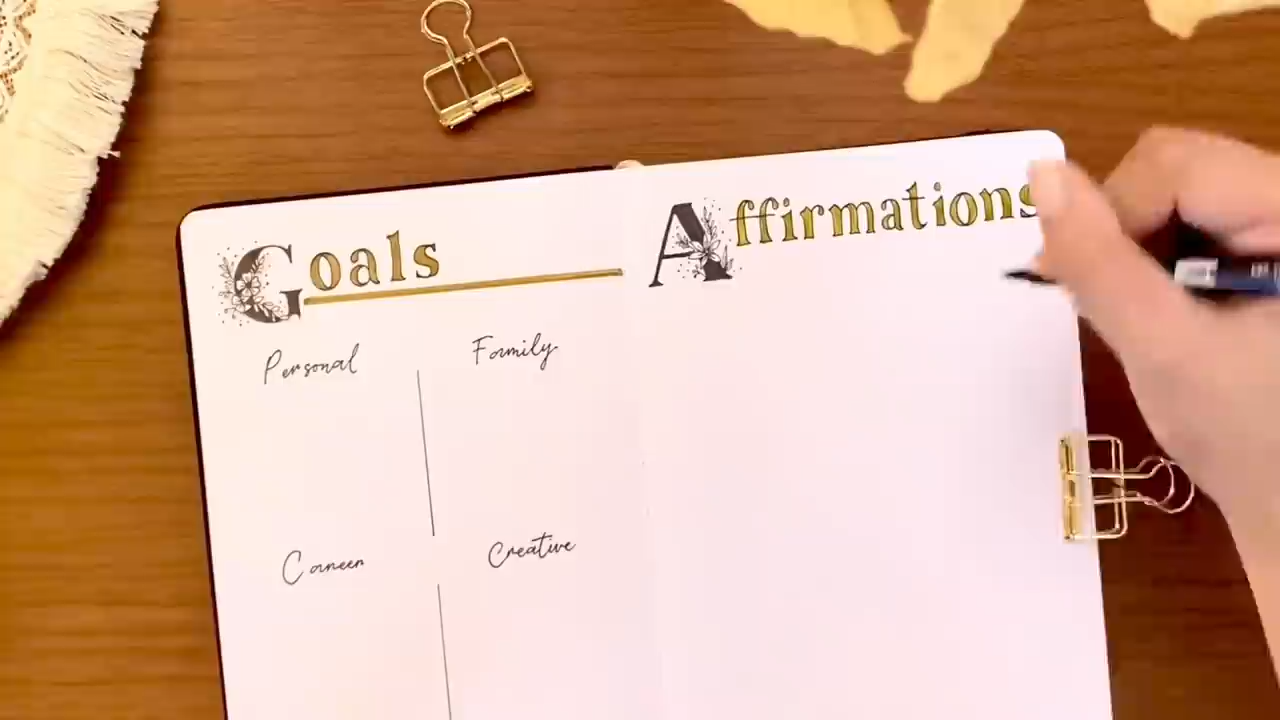 Goals
Personal
Family
Career
Creative
Affirmations